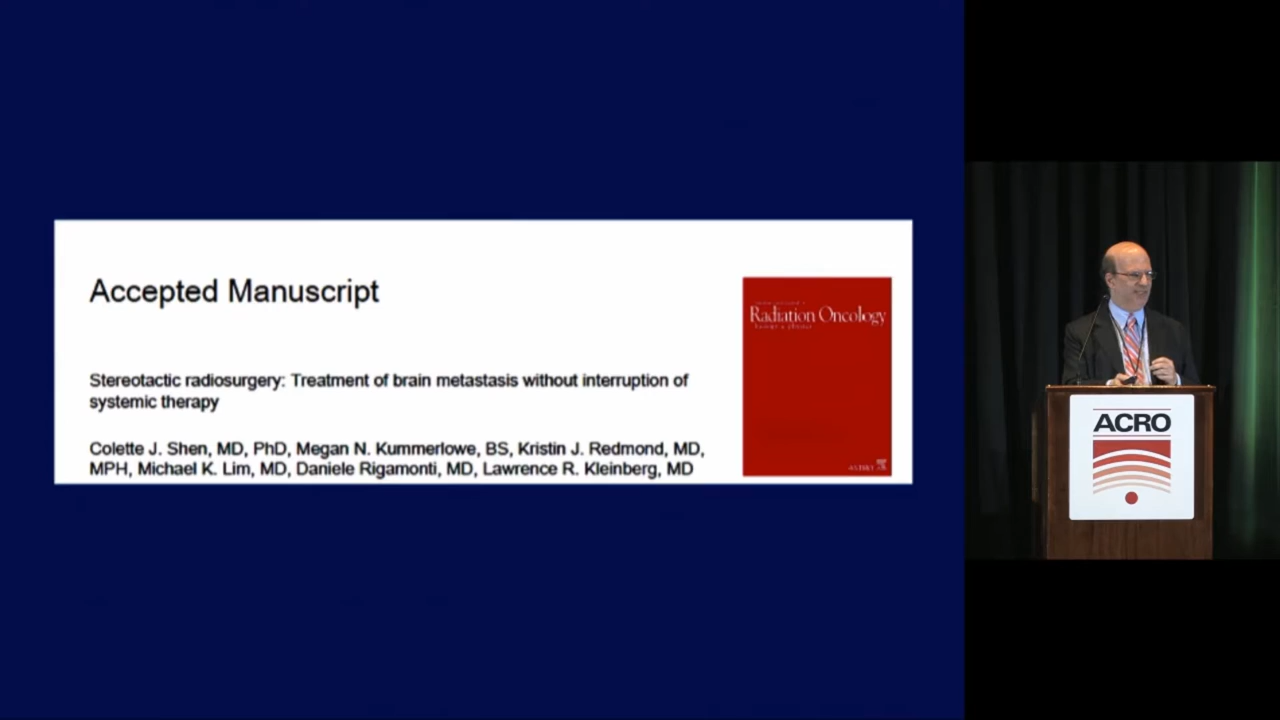 Accepted Manuscript
Stereotactic radiosurgery: Treatment of brain metastasis without interruption of
systemic therapy
Colette J. Shen, MD, PhD, Megan N. Kummerlowe, BS, Kristin J. Redmond, MD,
MPH, Michael K. Lim, MD, Daniele Rigamonti, MD, Lawrence R. Kleinberg, MD
Radiation Oncology
ACRO